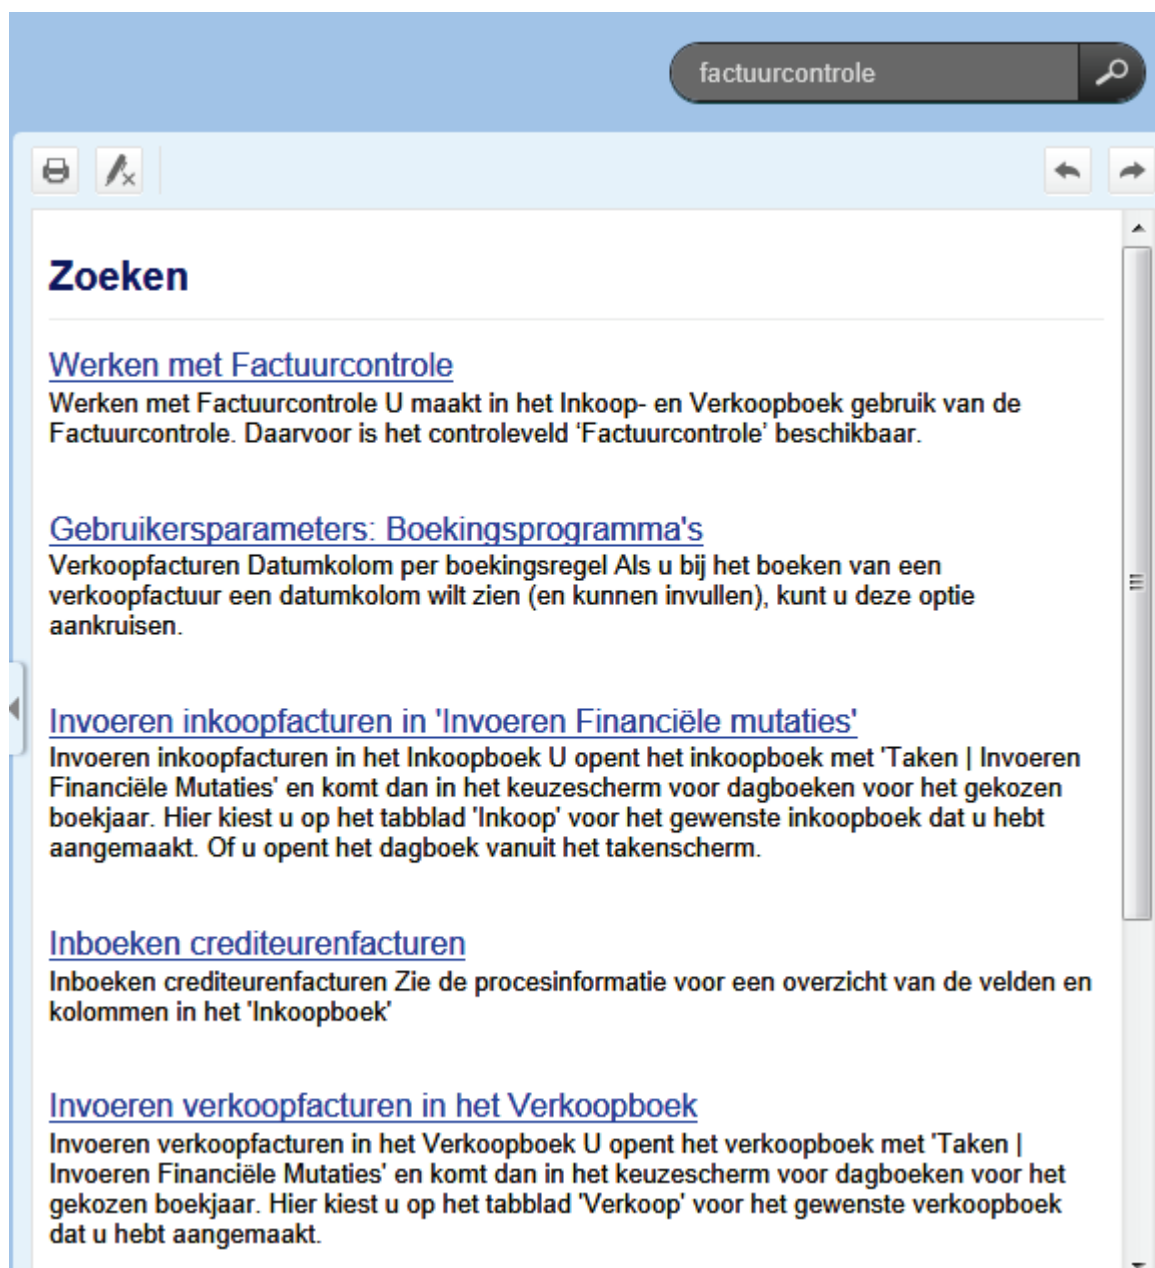 factuurcontrole
Zoeken
Werken met Factuurcontrole
Werken met Factuurcontrole U maakt in het Inkoop- en Verkoopboek gebruik van de
Factuurcontrole. Daarvoor is het controleveld ‘Factuurcontrole’ beschikbaar.
Gebruikersparameters: Boekingsprogramma's
Verkoopfacturen Datumkolom per boekingsregel Als u bij het boeken van een
verkoopfactuur een datumkolom wilt zien (en kunnen invullen), kunt u deze optie
aankruisen.
Invoeren inkoopfacturen in 'Invoeren Financiële mutaties'
Invoeren inkoopfacturen in het Inkoopboek U opent het inkoopboek met 'Taken | Invoeren
Financiële Mutaties' en komt dan in het keuzescherm voor dagboeken voor het gekozen
boekjaar. Hier kiest u op het tabblad 'Inkoop' voor het gewenste inkoopboek dat u hebt
aangemaakt. Of u opent het dagboek vanuit het takenscherm.
Inboeken crediteurenfacturen
Inboeken crediteurenfacturen Zie de procesinformatie voor een overzicht van de velden en
kolommen in het 'Inkoopboek'
Invoeren verkoopfacturen in het Verkoopboek
Invoeren verkoopfacturen in het Verkoopboek U opent het verkoopboek met 'Taken |
Invoeren Financiële Mutaties' en komt dan in het keuzescherm voor dagboeken voor het
gekozen boekjaar. Hier kiest u op het tabblad 'Verkoop' voor het gewenste verkoopboek
dat u hebt aangemaakt.